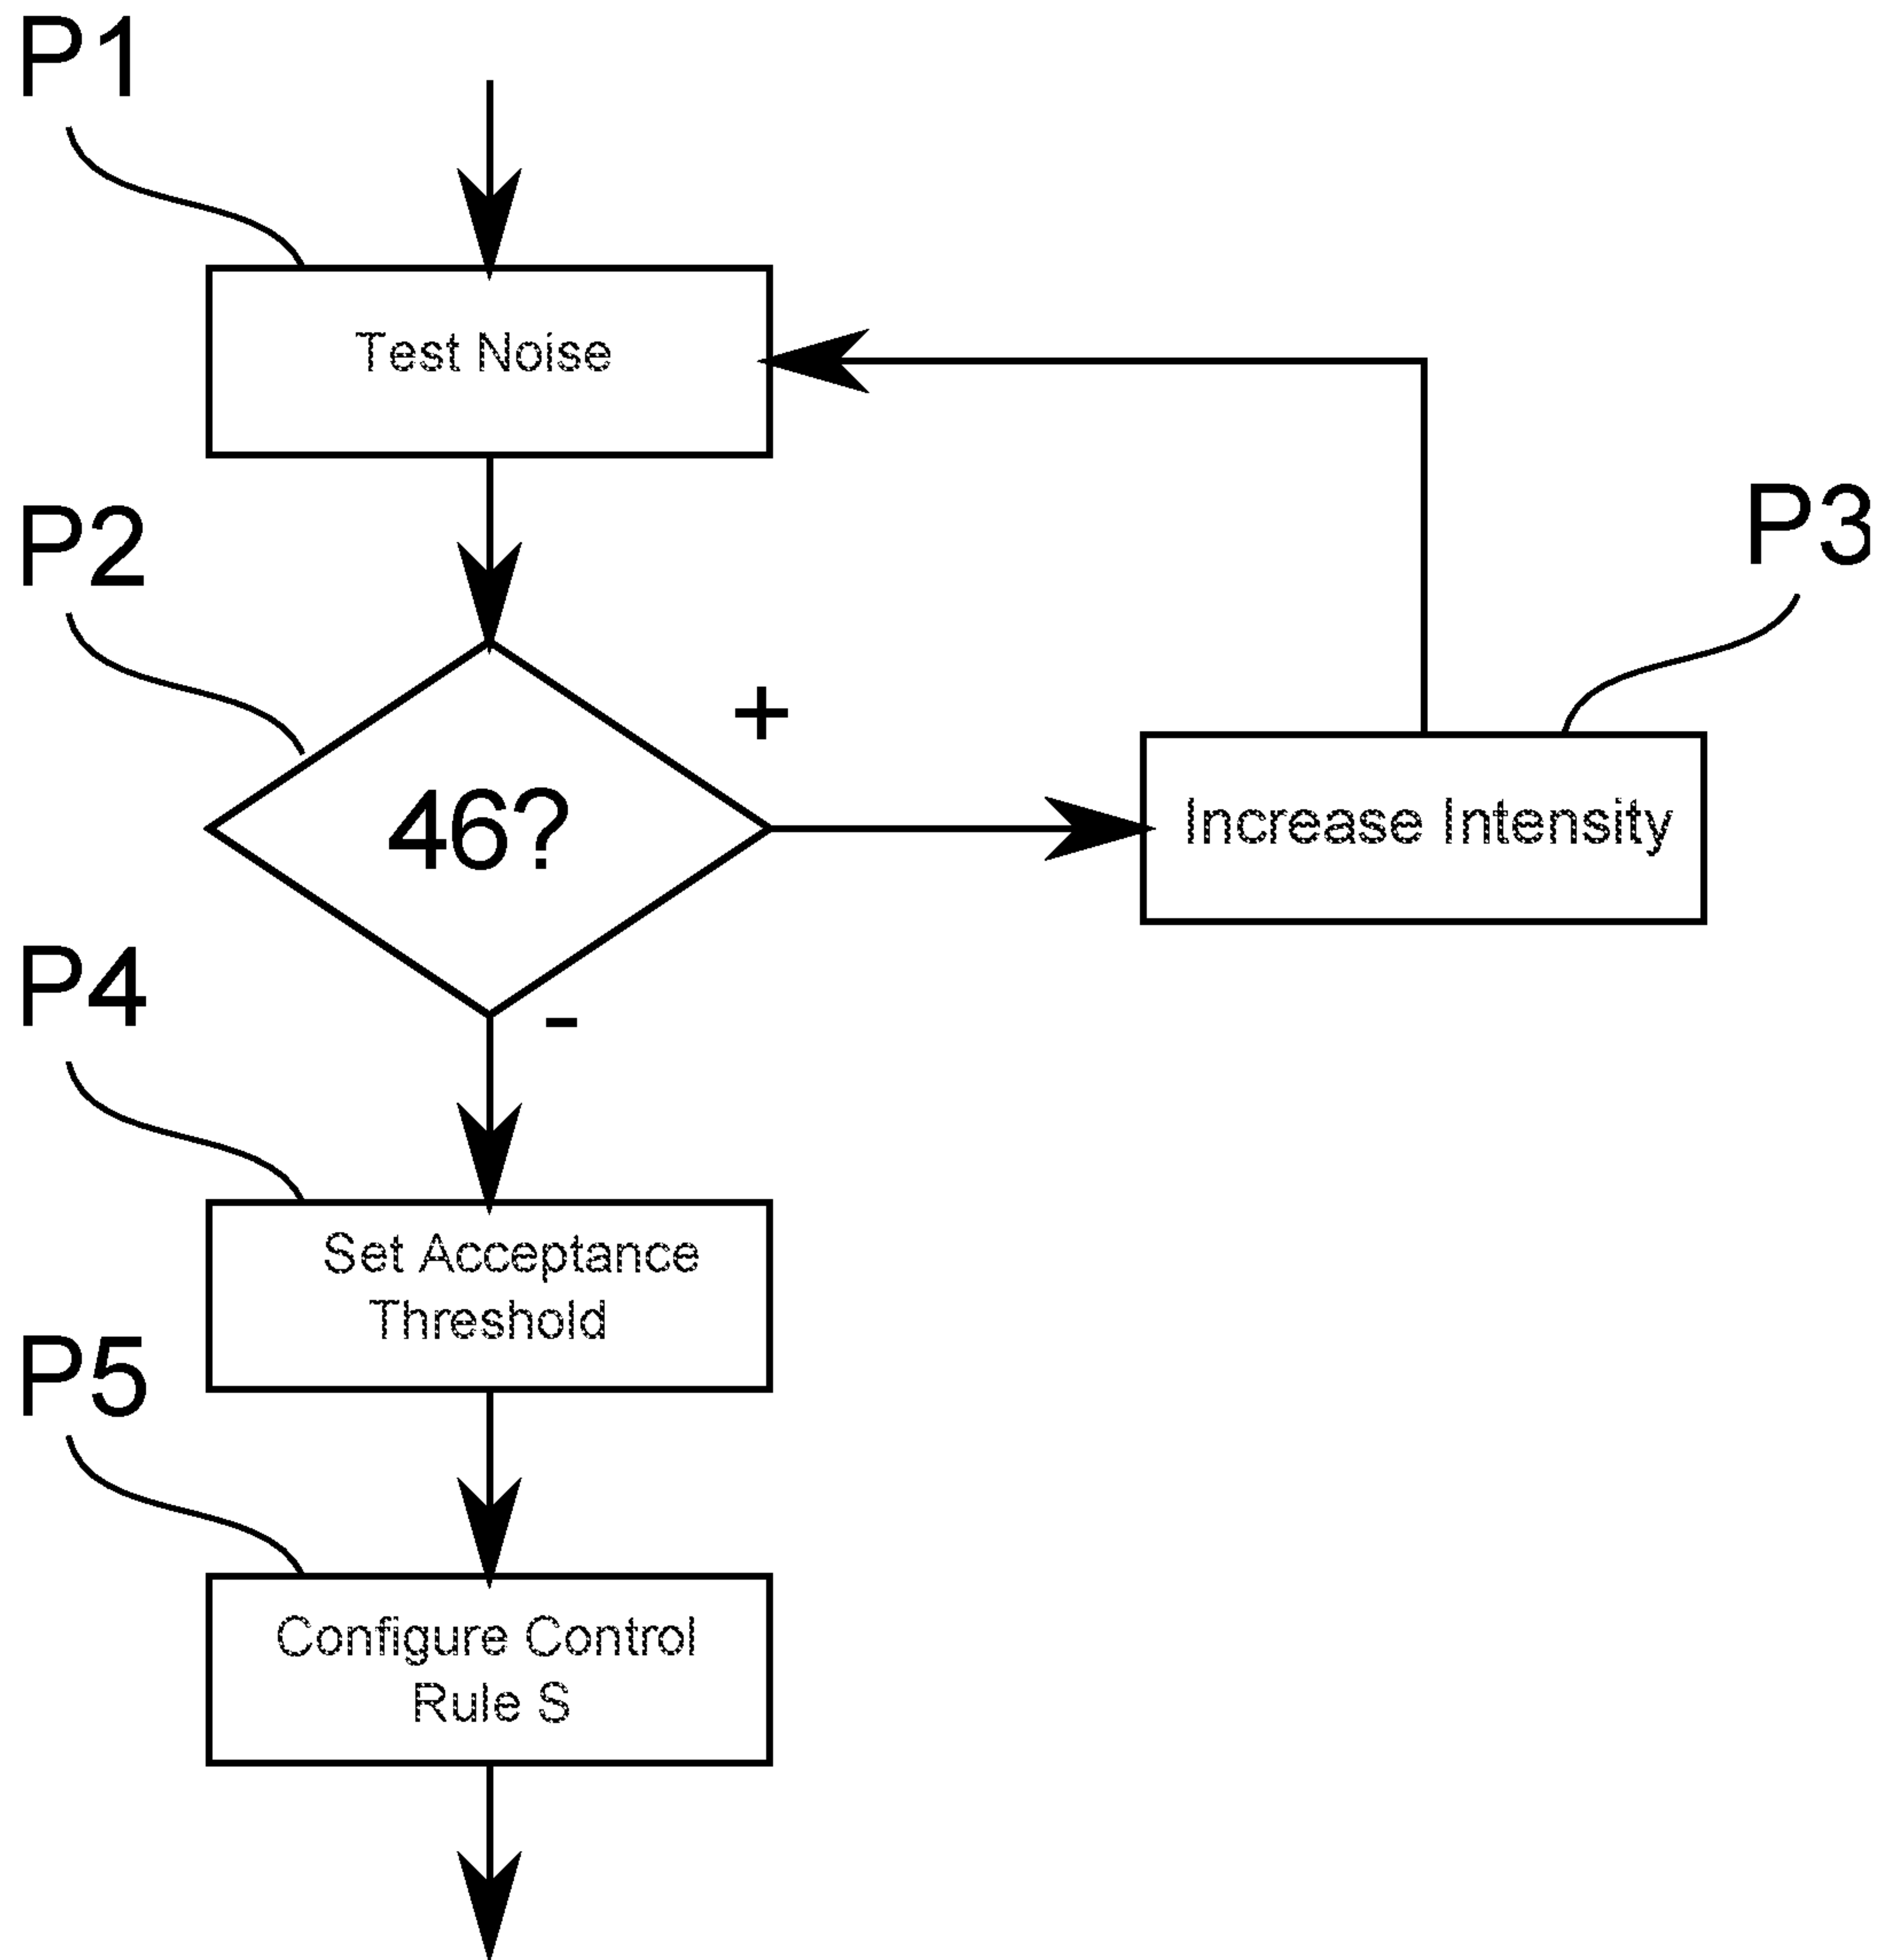 P1
Test Noise
P2
P3
+
46?
Increase Intensity
-
P4
Set Acceptance
Threshold
P5
Configure Control
Rule S